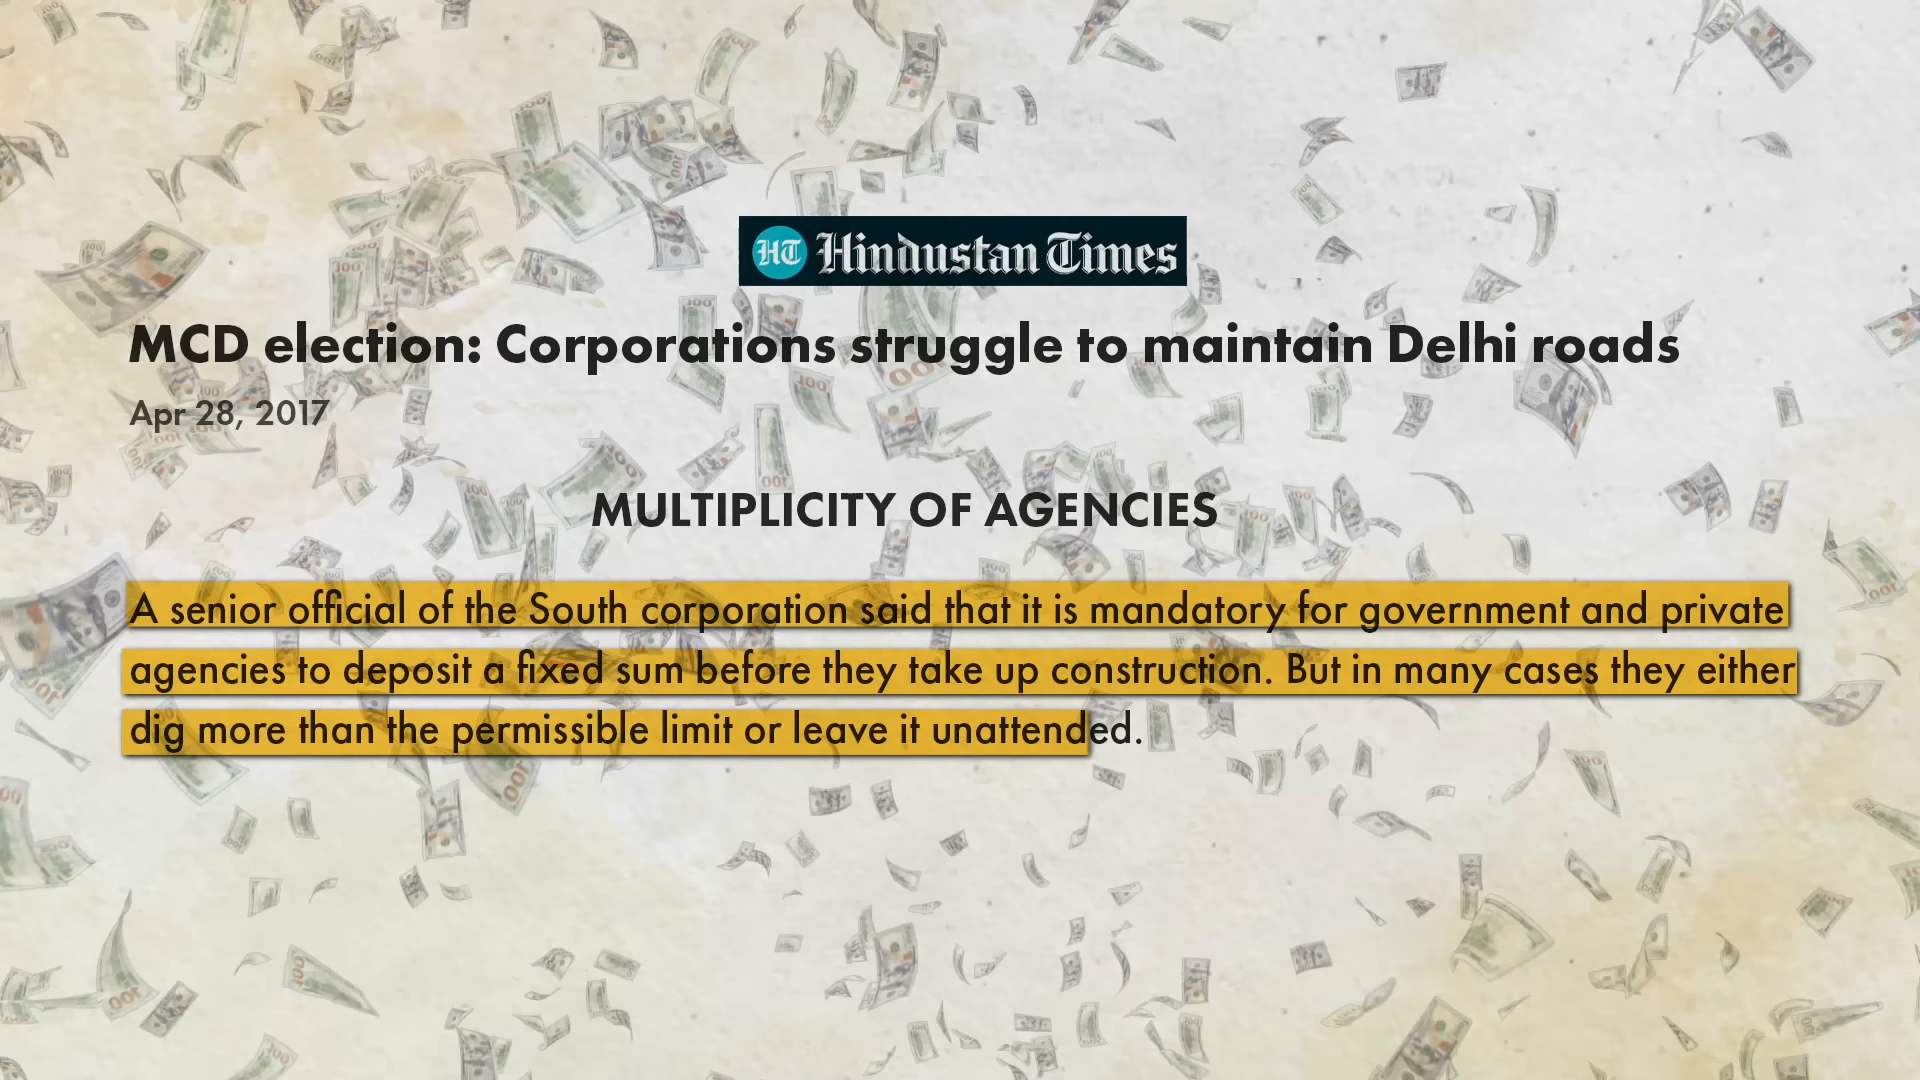 HT Hindustan Times
MCD election: Corporations struggle to maintain Delhi roads
Apr 28, 2017
MULTIPLICITY OF AGENCIES
A senior official of the South corporation said that it is mandatory for government and private
agencies to deposit a fixed sum before they take up construction. But in many cases they either
dig more than the permissible limit or leave it unattended.